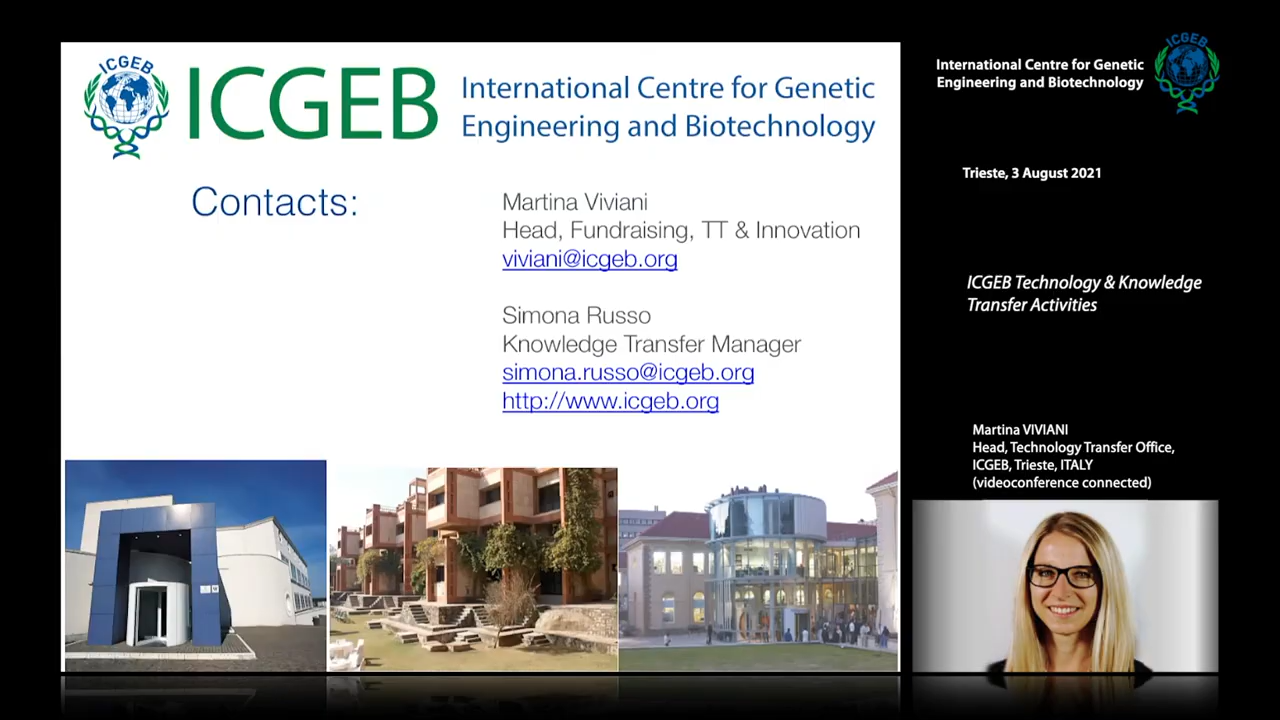 ICGEB
ICGEB
International Centre for Genetic
Engineering and Biotechnology
Contacts:
Martina Viviani
Head, Fundraising, TT & Innovation
viviani@icgeb.org
Simona Russo
Knowledge Transfer Manager
simona.russo@icgeb.org
http://www.icgeb.org
International Centre for Genetic
Engineering and Biotechnology
ICGEB
Trieste, 3 August 2021
ICGEB Technology & Knowledge
Transfer Activities
Martina VIVIANI
Head, Technology Transfer Office,
ICGEB, Trieste, ITALY
(videoconference connected)